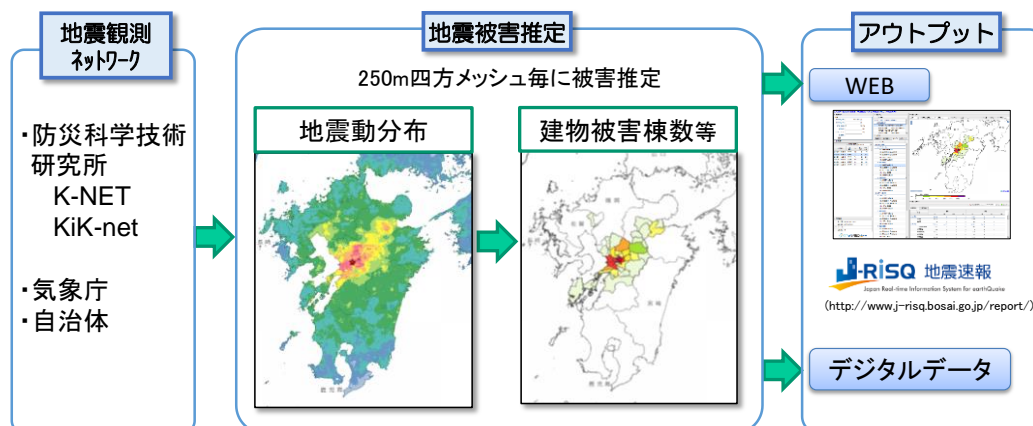 地震観測
ネットワーク
・防災科学技術
研究所
K-NET
KiK-net
・気象庁
・自治体
地震被害推定
250m四方メッシュ毎に被害推定
地震動分布
建物被害棟数等
アウトプット
WEB
J-RiSQ 地震速報
Japan Real-time Information System for earthQuake
(http://www.j-risq.bosai.go.jp/report/)
デジタルデータ